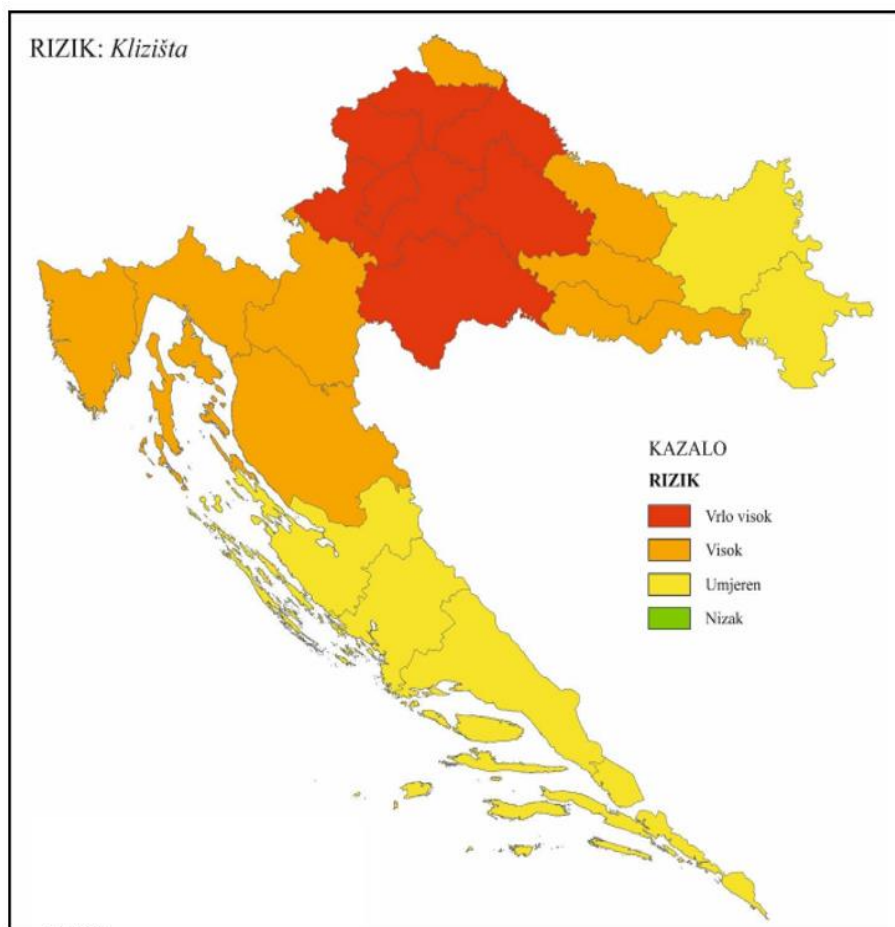 RIZIK: Klizišta
KAZALO
RIZIK
Vrlo visok
Visok
Umjeren
Nizak